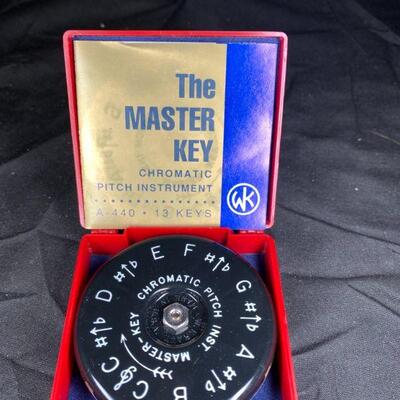 The
MASTER
KEY
CHROMATIC
PITCH INSTRUMENT
A-440 • 13 KEYS
WK
C C ♯↑♭ D ♯↑♭ E F ♯↑♭ G ♯↑♭ A ♯↑♭ B
MASTER-KEY CHROMATIC PITCH INST.